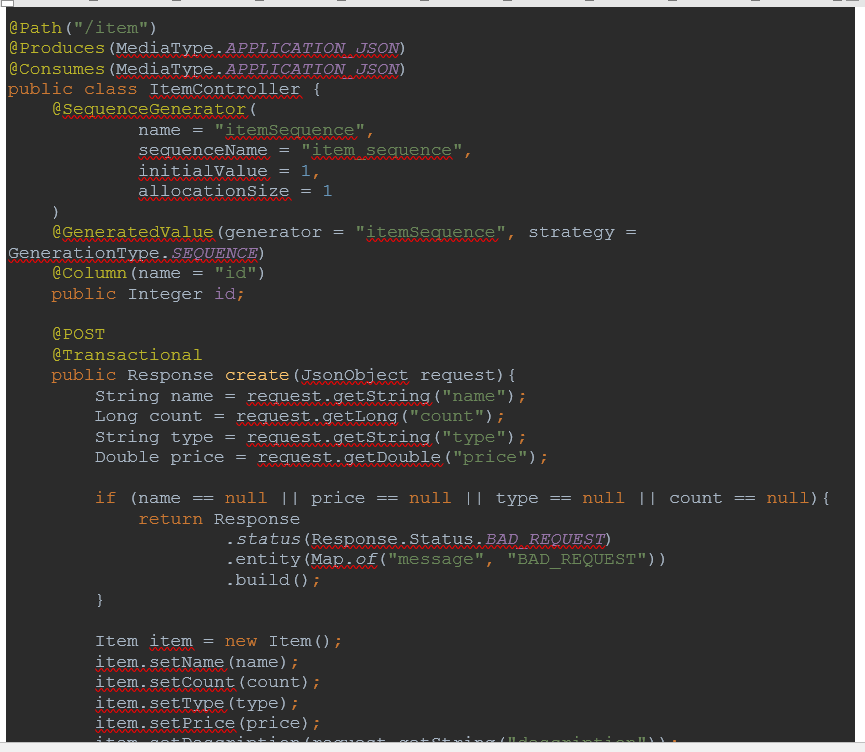 @Path("/item")
@Produces(MediaType.APPLICATION_JSON)
@Consumes(MediaType.APPLICATION_JSON)
public class ItemController {
    @SequenceGenerator(
            name = "itemSequence",
            sequenceName = "item_sequence",
            initialValue = 1,
            allocationSize = 1
    )
    @GeneratedValue(generator = "itemSequence", strategy =
GenerationType.SEQUENCE)
    @Column(name = "id")
    public Integer id;

    @POST
    @Transactional
    public Response create(JsonObject request){
        String name = request.getString("name");
        Long count = request.getLong("count");
        String type = request.getString("type");
        Double price = request.getDouble("price");

        if (name == null || price == null || type == null || count == null){
            return Response
                    .status(Response.Status.BAD_REQUEST)
                    .entity(Map.of("message", "BAD_REQUEST"))
                    .build();
        }

        Item item = new Item();
        item.setName(name);
        item.setCount(count);
        item.setType(type);
        item.setPrice(price);
        item.setDescription(request.getString("description"));